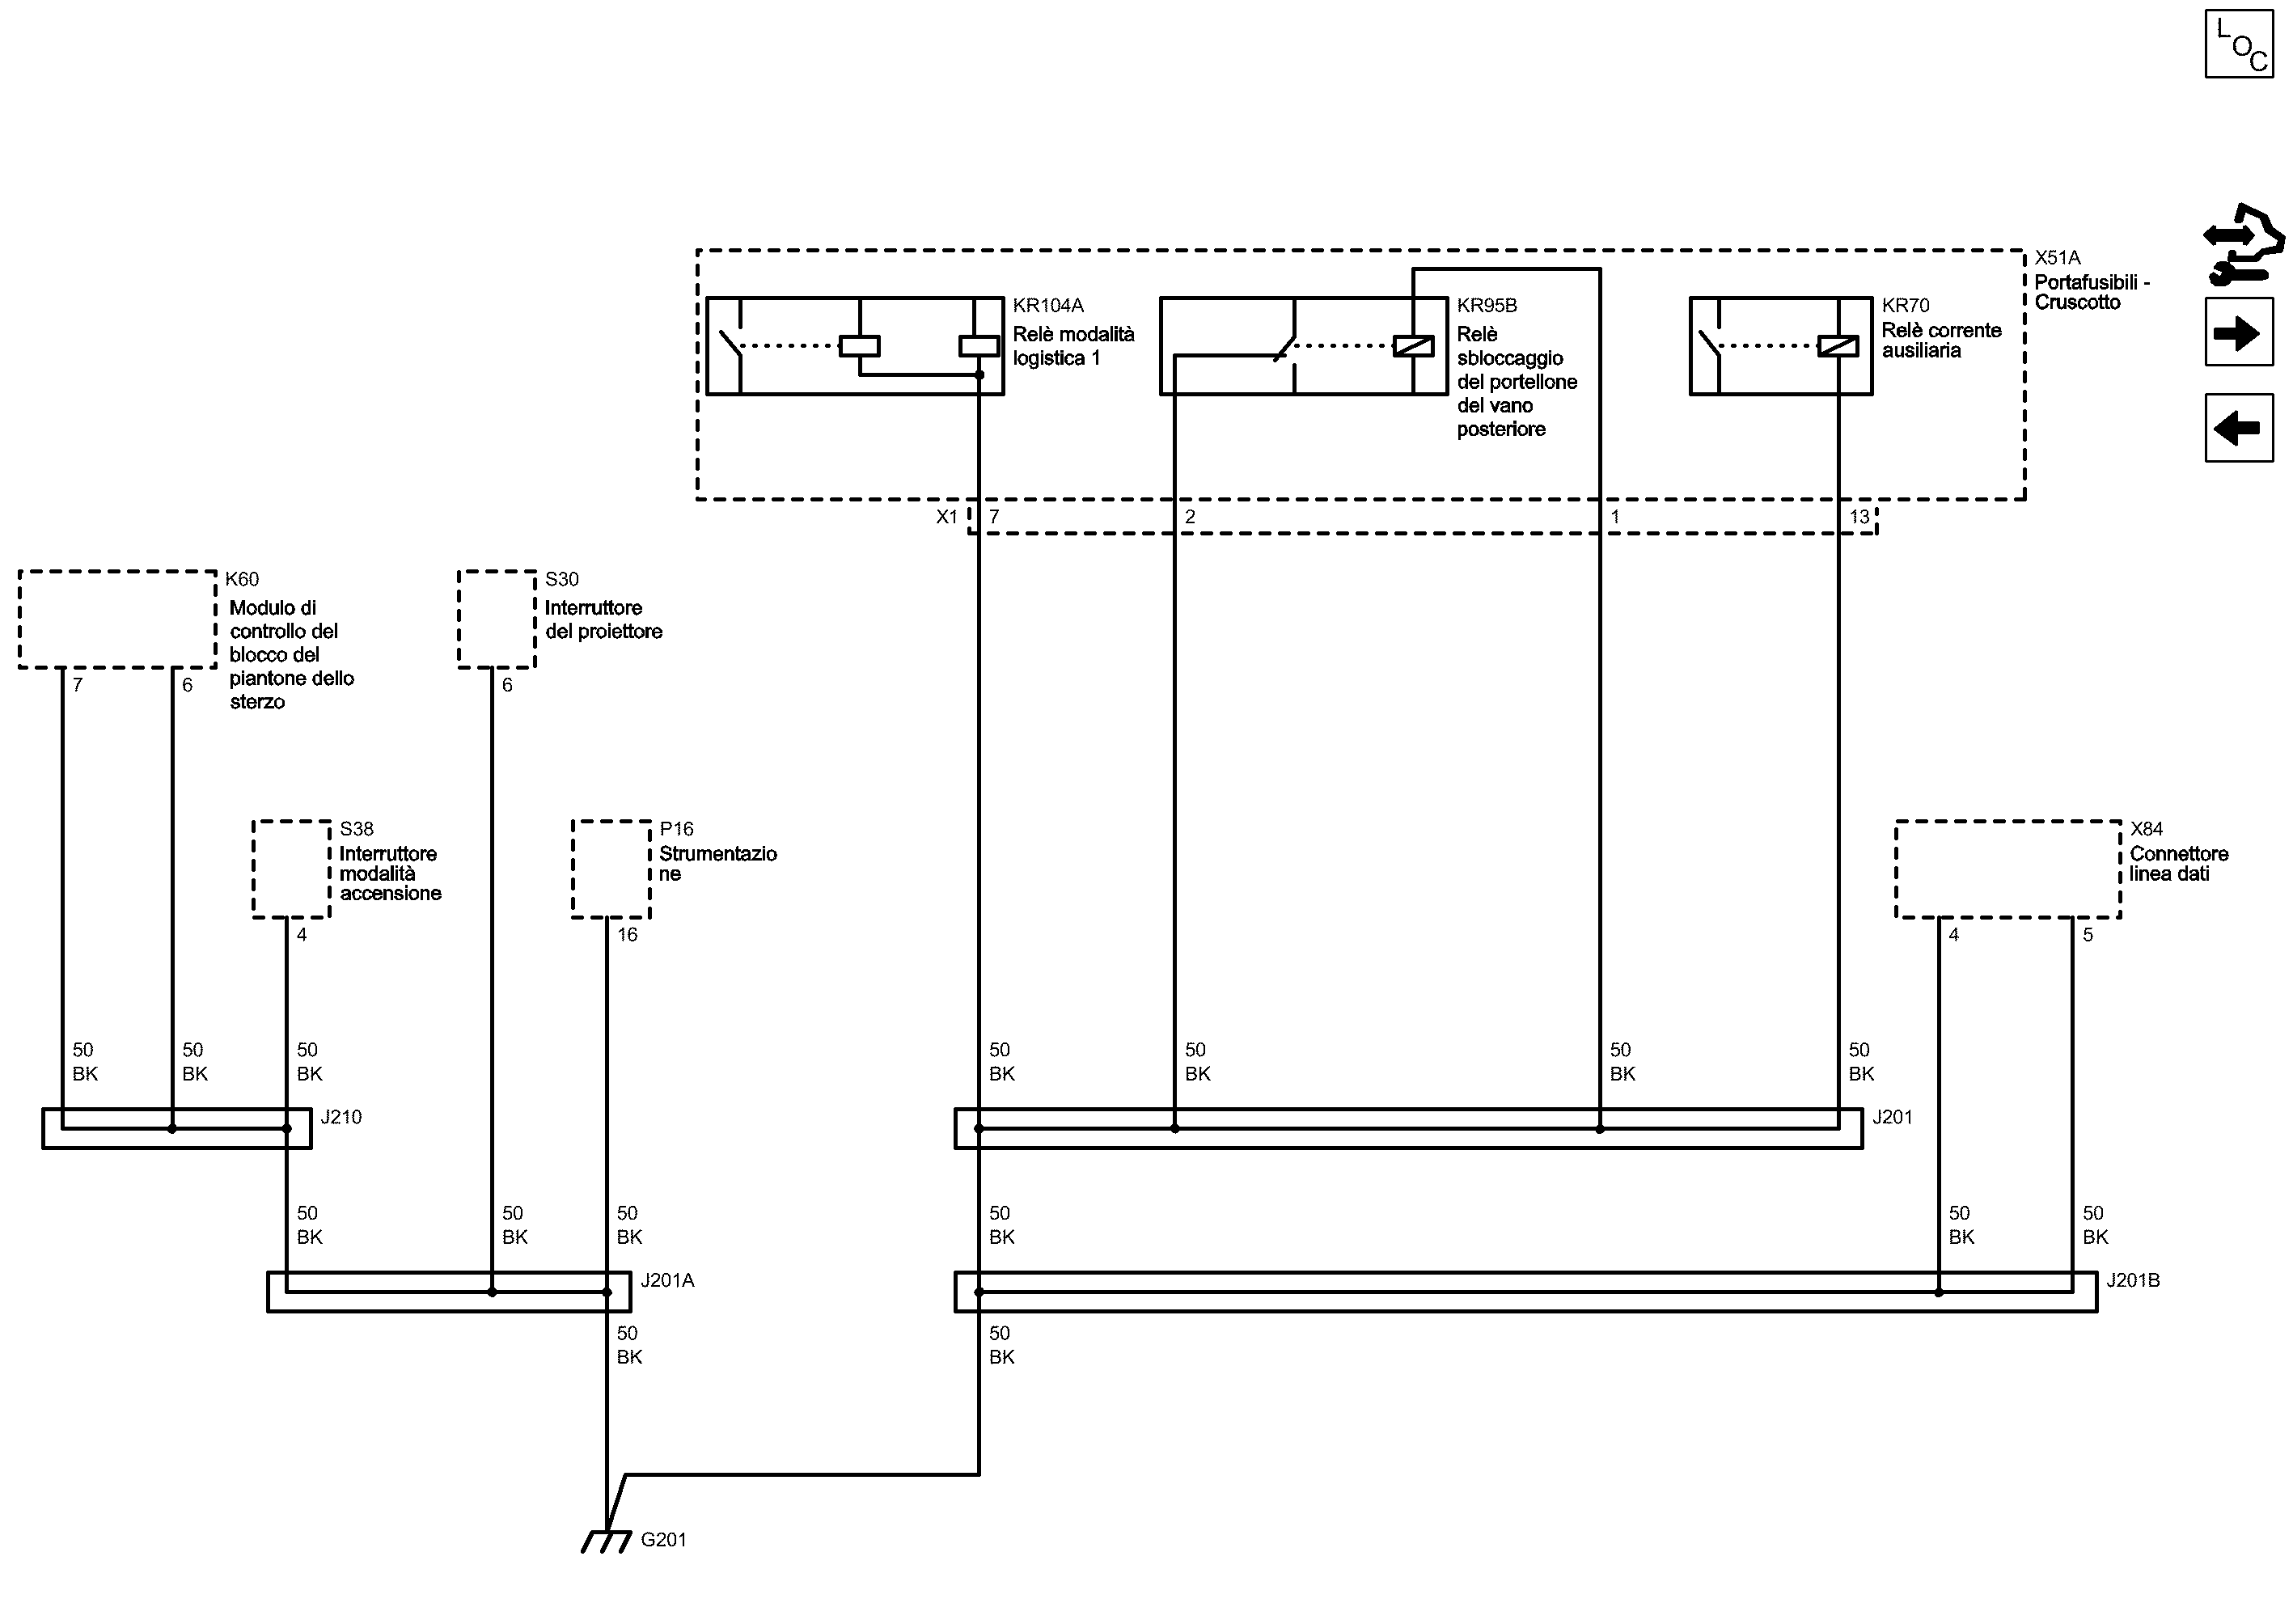 LOC
X51A
Portafusibili -
Cruscotto
KR104A
Relè modalità
logistica 1
KR95B
Relè
sbloccaggio
del portellone
del vano
posteriore
KR70
Relè corrente
ausiliaria
X1 7 2 1 13
K60
Modulo di
controllo del
blocco del
piantone dello
sterzo
7 6
S30
Interruttore
del proiettore
6
S38
Interruttore
modalità
accensione
4
P16
Strumentazio
ne
16
X84
Connettore
linea dati
4 5
50 50 50 50 50 50 50
BK BK BK BK BK BK BK
J210 J201
50 50 50 50 50 50
BK BK BK BK BK BK
J201A J201B
50 50
BK BK
G201